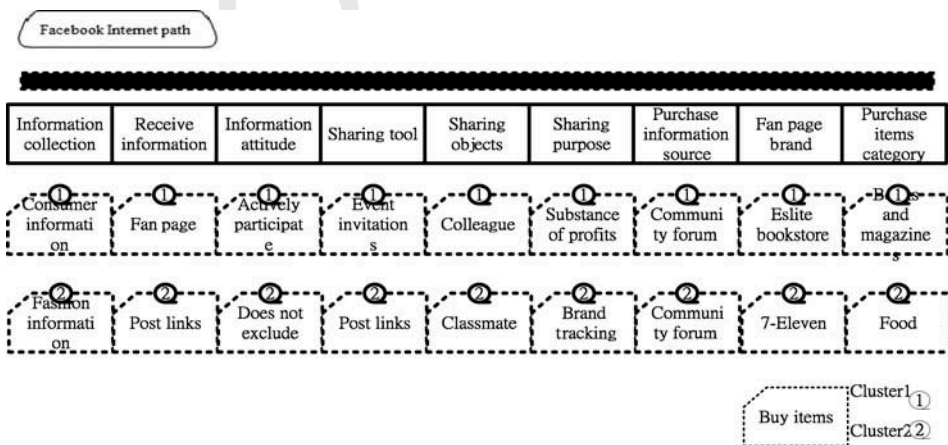 Facebook Internet path
Information collection
Receive information
Information attitude
Sharing tool
Sharing objects
Sharing purpose
Purchase information source
Fan page brand
Purchase items category
1 1 1 1 1 1 1 1 1
Consumer informati on
Fan page
Actively participat e
Event invitation s
Colleague
Substance of profits
Communi ty forum
Eslite bookstore
and magazine s
2 2 2 2 2 2 2 2 2
Fashion informati on
Post links
Does not exclude
Post links
Classmate
Brand tracking
Communi ty forum
7-Eleven
Food
Buy items
Cluster1 1
Cluster2 2